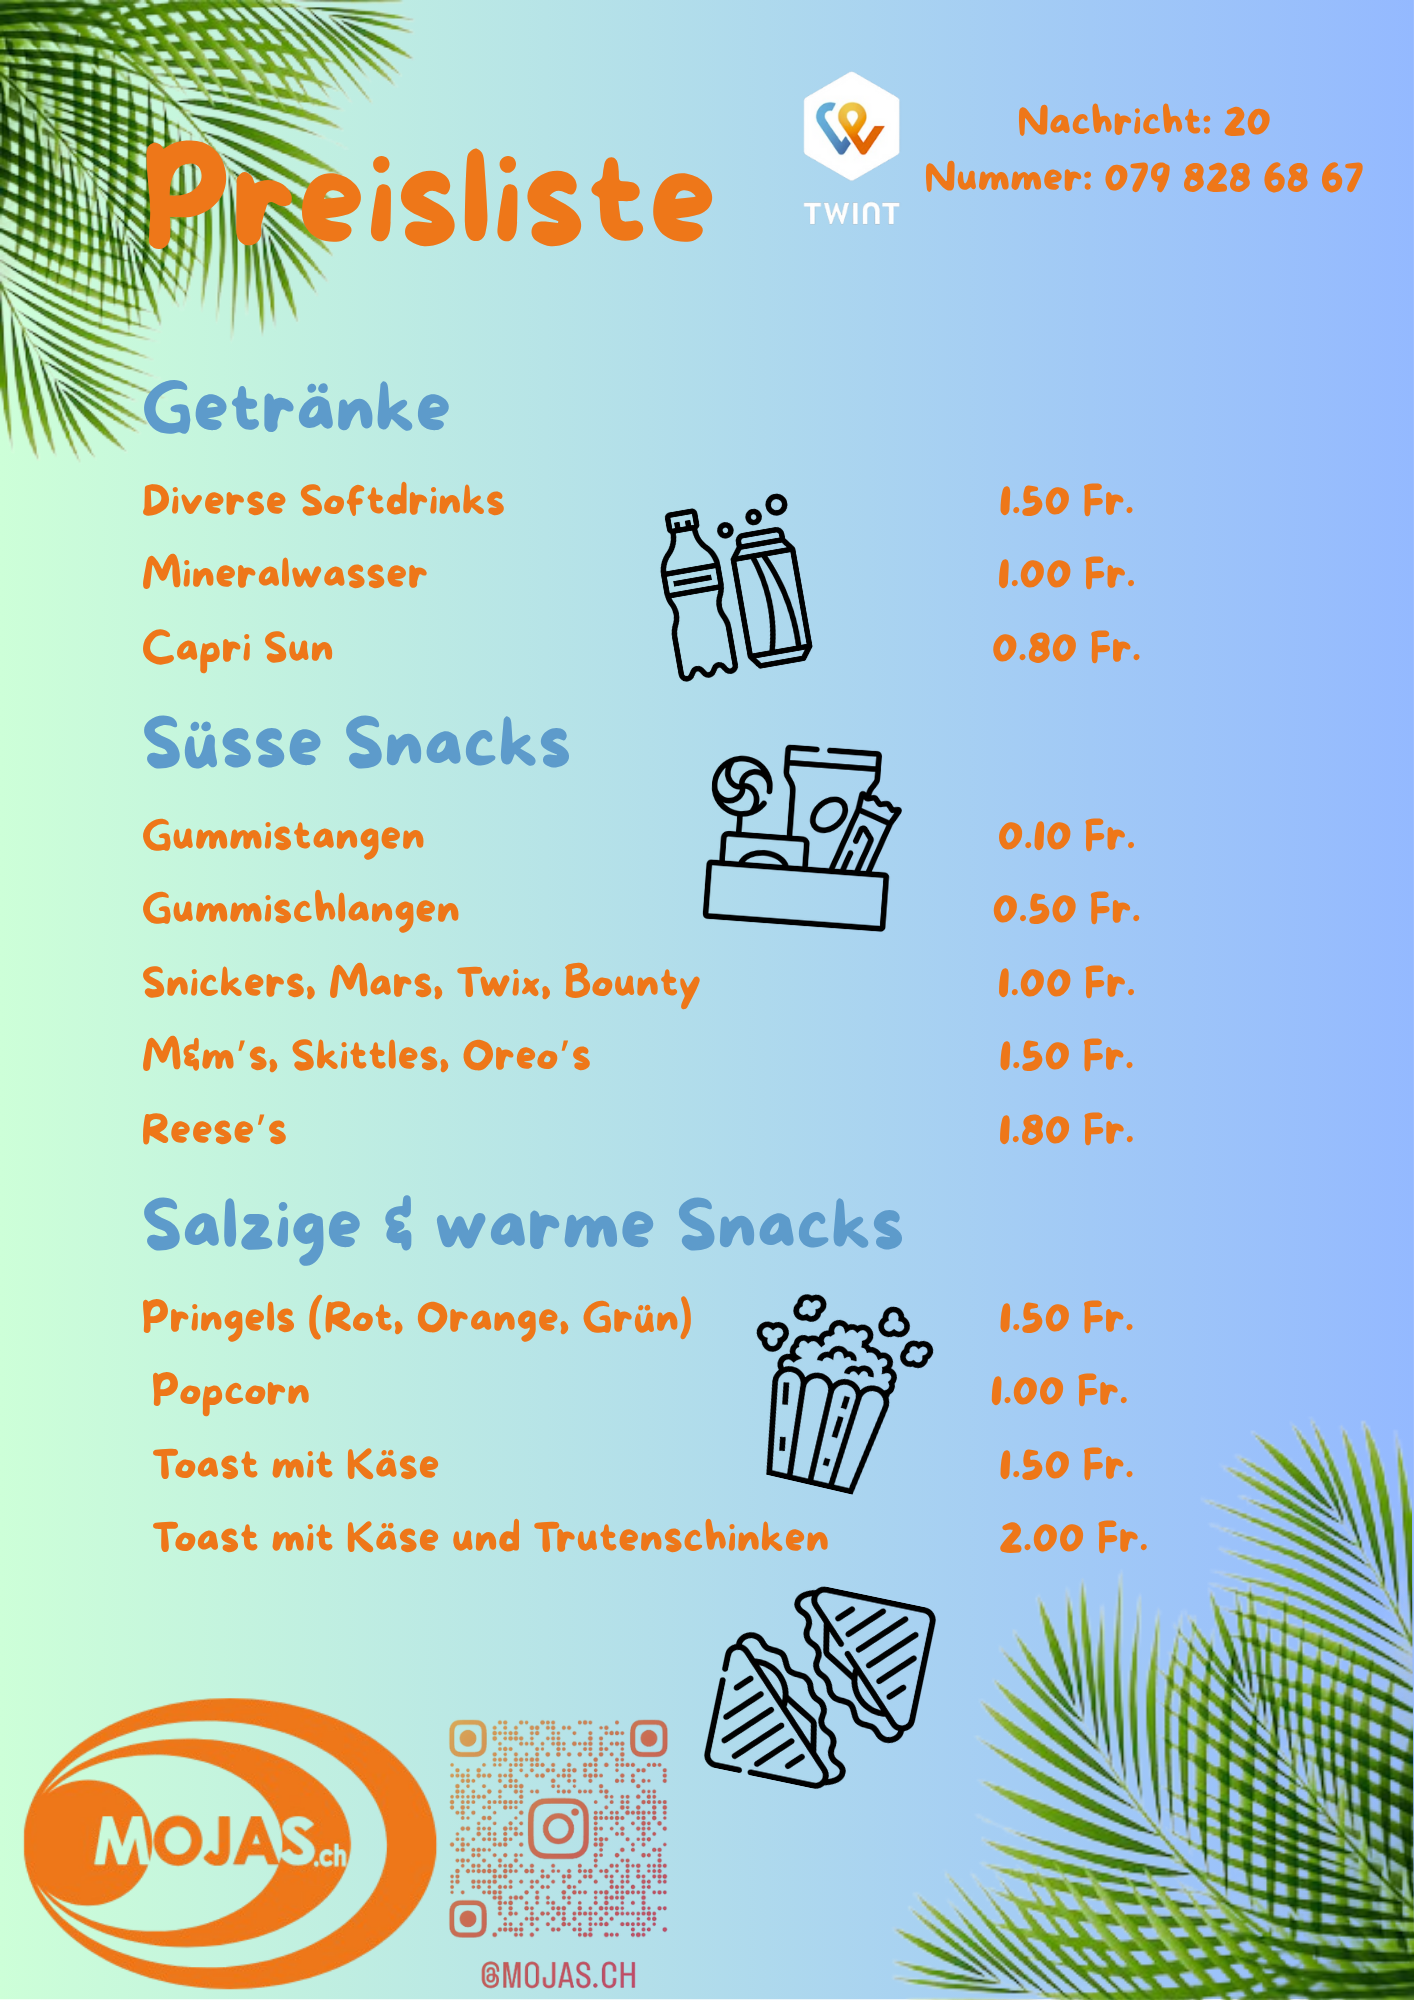 Preisliste
TWINT
Nachricht: 20
Nummer: 079 828 68 67
Getränke
Diverse Softdrinks 1.50 Fr.
Mineralwasser 1.00 Fr.
Capri Sun 0.80 Fr.
Süsse Snacks
Gummistangen 0.10 Fr.
Gummischlangen 0.50 Fr.
Snickers, Mars, Twix, Bounty 1.00 Fr.
M&m's, Skittles, Oreo's 1.50 Fr.
Reese's 1.80 Fr.
Salzige & warme Snacks
Pringels (Rot, Orange, Grün) 1.50 Fr.
Popcorn 1.00 Fr.
Toast mit Käse 1.50 Fr.
Toast mit Käse und Trutenschinken 2.00 Fr.
MOJAS.ch
@MOJAS.CH